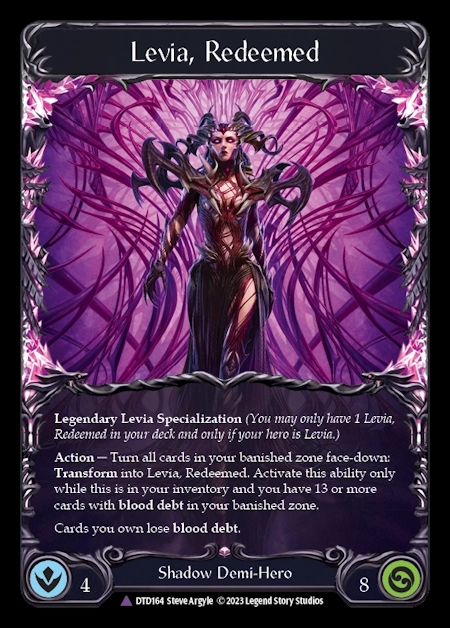 Levia, Redeemed
Legendary Levia Specialization (You may only have 1 Levia,
Redeemed in your deck and only if your hero is Levia.)
Action — Turn all cards in your banished zone face-down:
Transform into Levia, Redeemed. Activate this ability only
while this is in your inventory and you have 13 or more
cards with blood debt in your banished zone.
Cards you own lose blood debt.
4
Shadow Demi-Hero
8
DTD164 Steve Argyle © 2023 Legend Story Studios